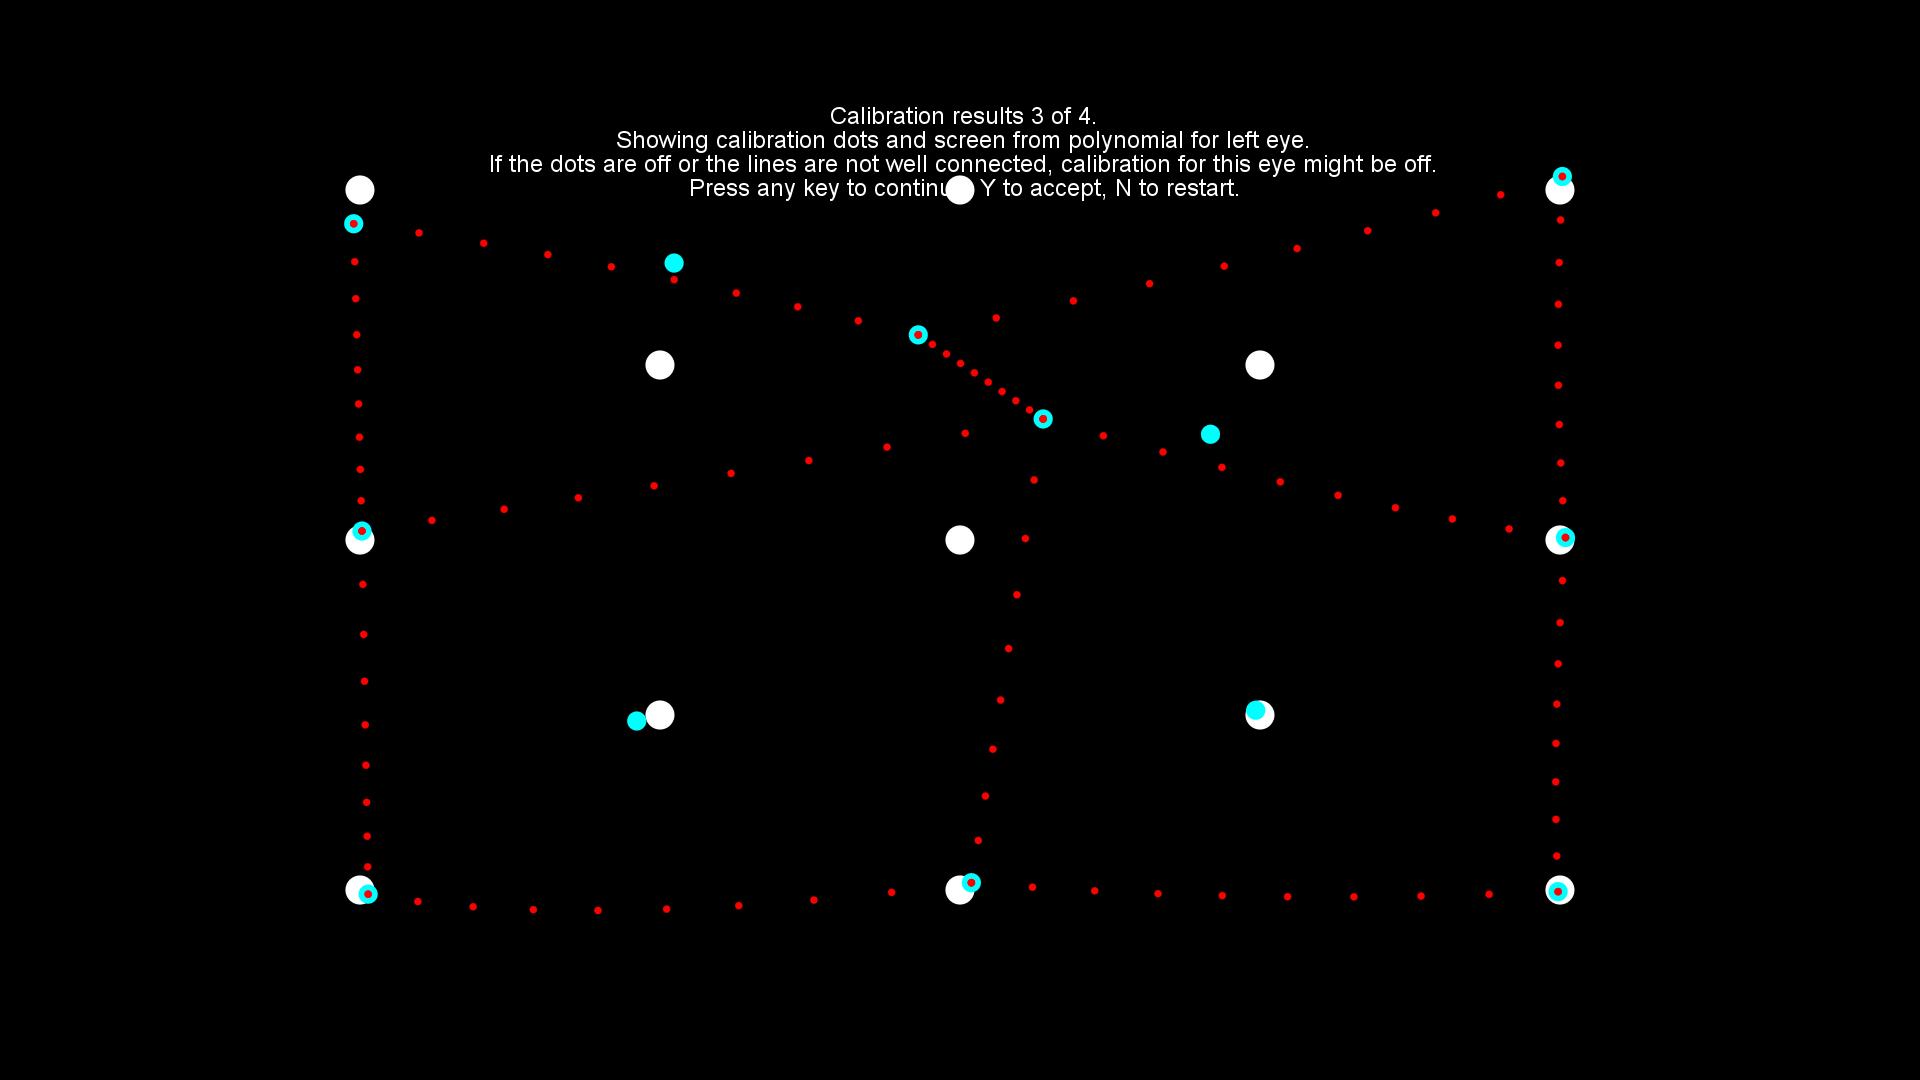 Calibration results 3 of 4.
Showing calibration dots and screen from polynomial for left eye.
If the dots are off or the lines are not well connected, calibration for this eye might be off.
Press any key to continu Y to accept, N to restart.